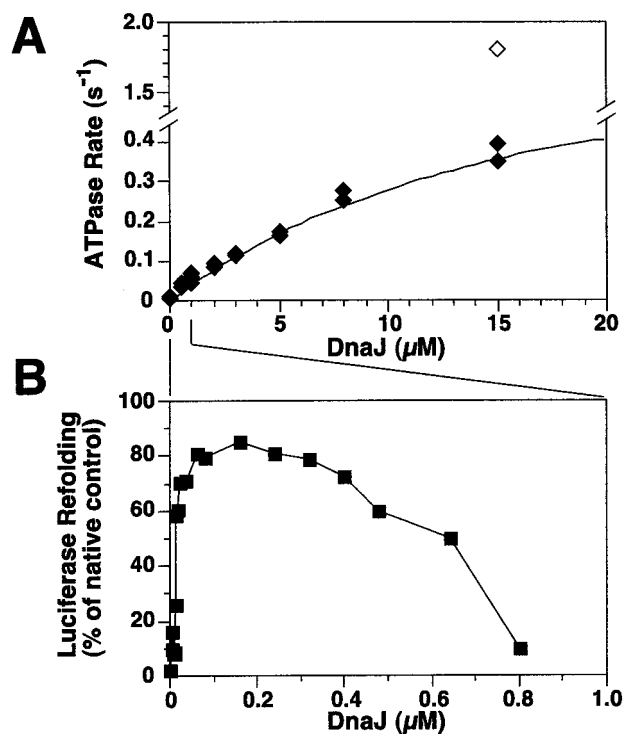 A
2.0
1.5
0.4
0.3
0.2
0.1
0
ATPase Rate (s⁻¹)
0 5 10 15 20
DnaJ (µM)
B
100
80
60
40
20
0
Luciferase Refolding
(% of native control)
0 0.2 0.4 0.6 0.8 1.0
DnaJ (µM)